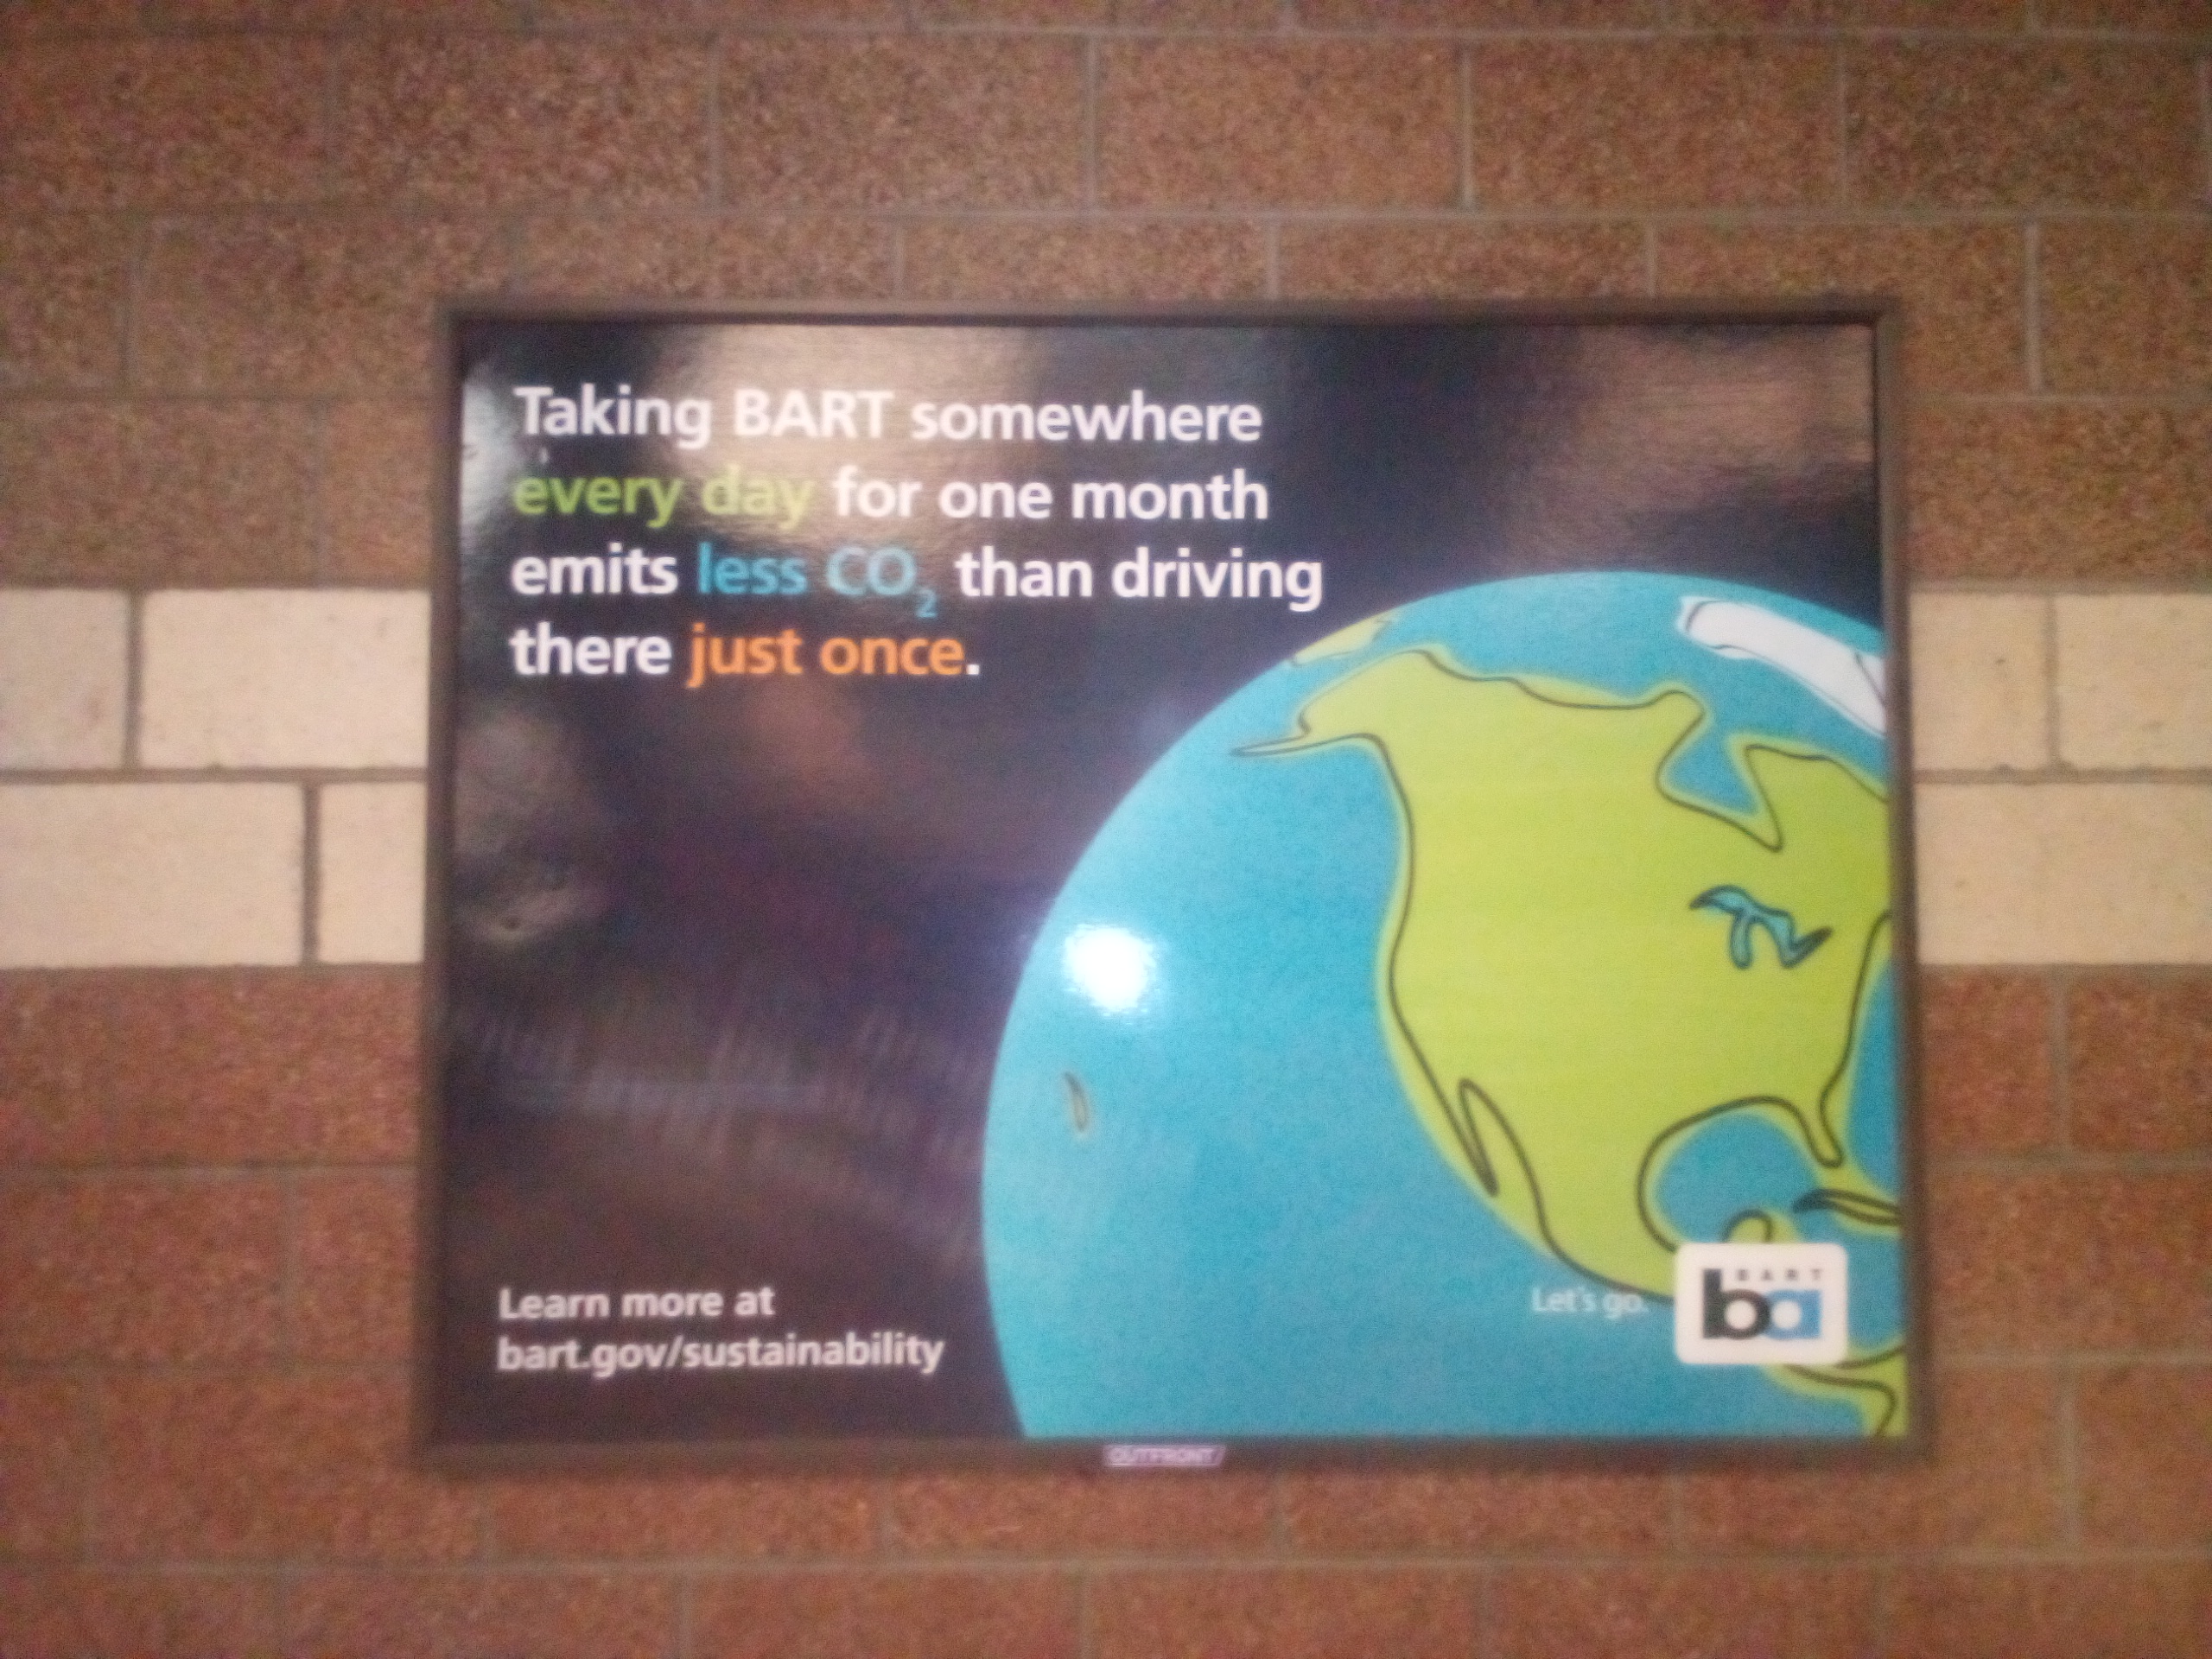 Taking BART somewhere
every day for one month
emits less CO₂ than driving
there just once.
Learn more at
bart.gov/sustainability
Let's go.
BART
ba
OUTFRONT